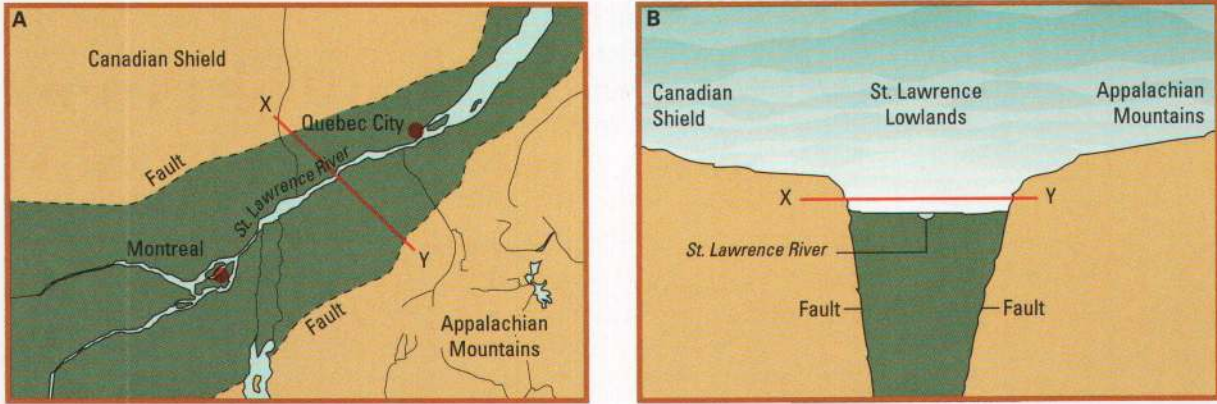 A
Canadian Shield
X
Quebec City
Fault
St. Lawrence River
Montreal
Y
Fault
Appalachian
Mountains
B
Canadian
Shield
St. Lawrence
Lowlands
Appalachian
Mountains
X
Y
St. Lawrence River
Fault
Fault